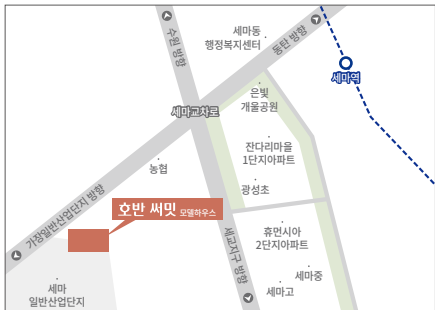 수원 방향
세마동
행정복지센터
동탄 방향
세마역
은빛
개울공원
세마교차로
잔다리마을
1단지아파트
농협
광성초
가장일반산업단지 방향
호반 써밋 모델하우스
휴먼시아
2단지아파트
세교지구 방향
세마중
세마고
세마
일반산업단지